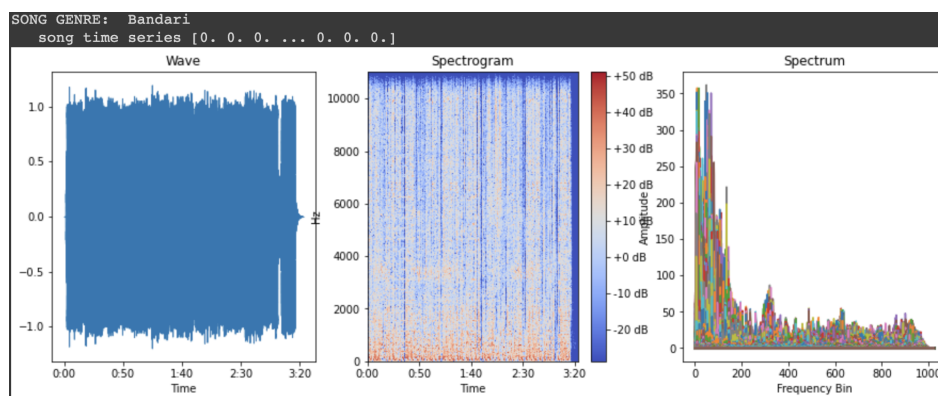 SONG GENRE:  Bandari
song time series [0. 0. 0. ... 0. 0. 0.]
Wave
1.0
0.5
0.0
−0.5
−1.0
0:00 0:50 1:40 2:30 3:20
Time
Spectrogram
Hz
10000
8000
6000
4000
2000
0
0:00 0:50 1:40 2:30 3:20
Time
+50 dB
+40 dB
+30 dB
+20 dB
+10 dB
+0 dB
-10 dB
-20 dB
Spectrum
Amplitude
350
300
250
200
150
100
50
0
0 200 400 600 800 1000
Frequency Bin